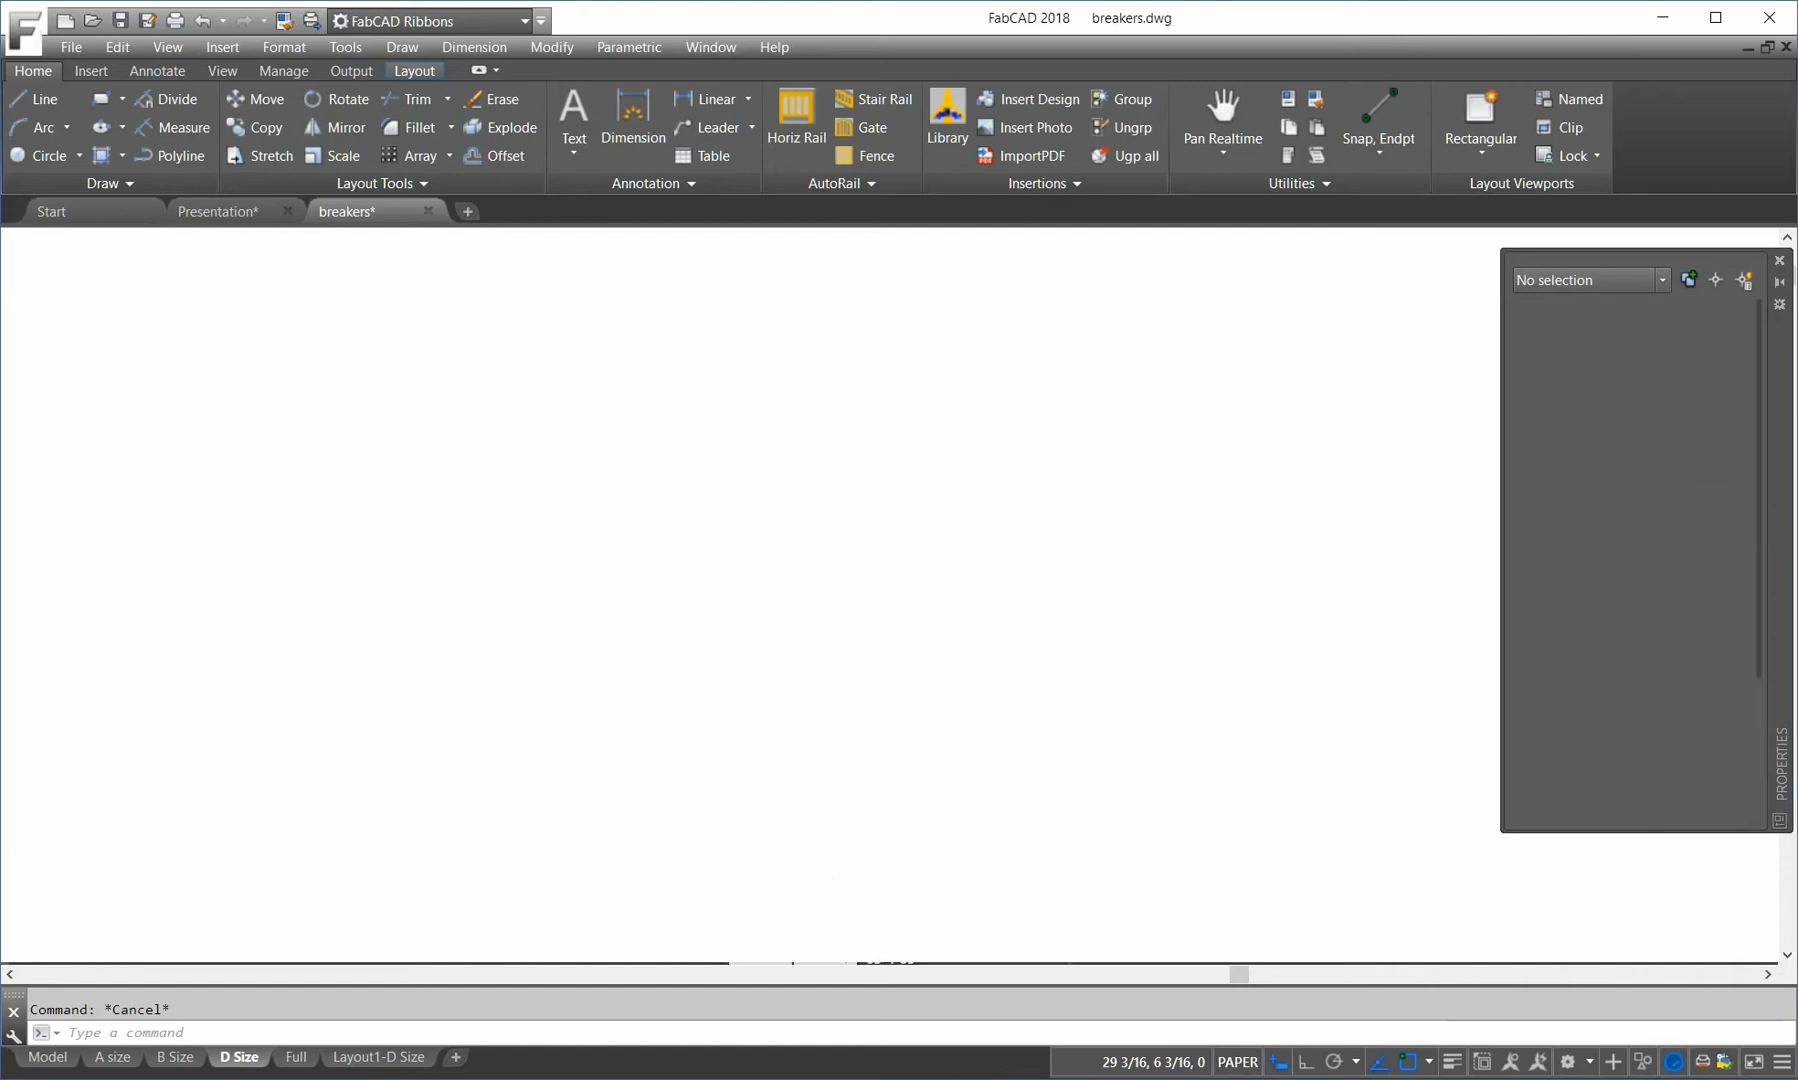 FabCAD Ribbons
FabCAD 2018 breakers.dwg
File Edit View Insert Format Tools Draw Dimension Modify Parametric Window Help
Home Insert Annotate View Manage Output Layout
Line Divide Move Rotate Trim Erase Linear Stair Rail Insert Design Group Named
Arc Measure Copy Mirror Fillet Explode Text Dimension Leader Horiz Rail Gate Library Insert Photo Ungrp Pan Realtime Snap, Endpt Rectangular Clip
Circle Polyline Stretch Scale Array Offset Table Fence ImportPDF Ugp all Lock
Draw Layout Tools Annotation AutoRail Insertions Utilities Layout Viewports
Start Presentation* breakers*
No selection
PROPERTIES
Command: *Cancel*
Type a command
Model A size B Size D Size Full Layout1-D Size
29 3/16, 6 3/16, 0 PAPER